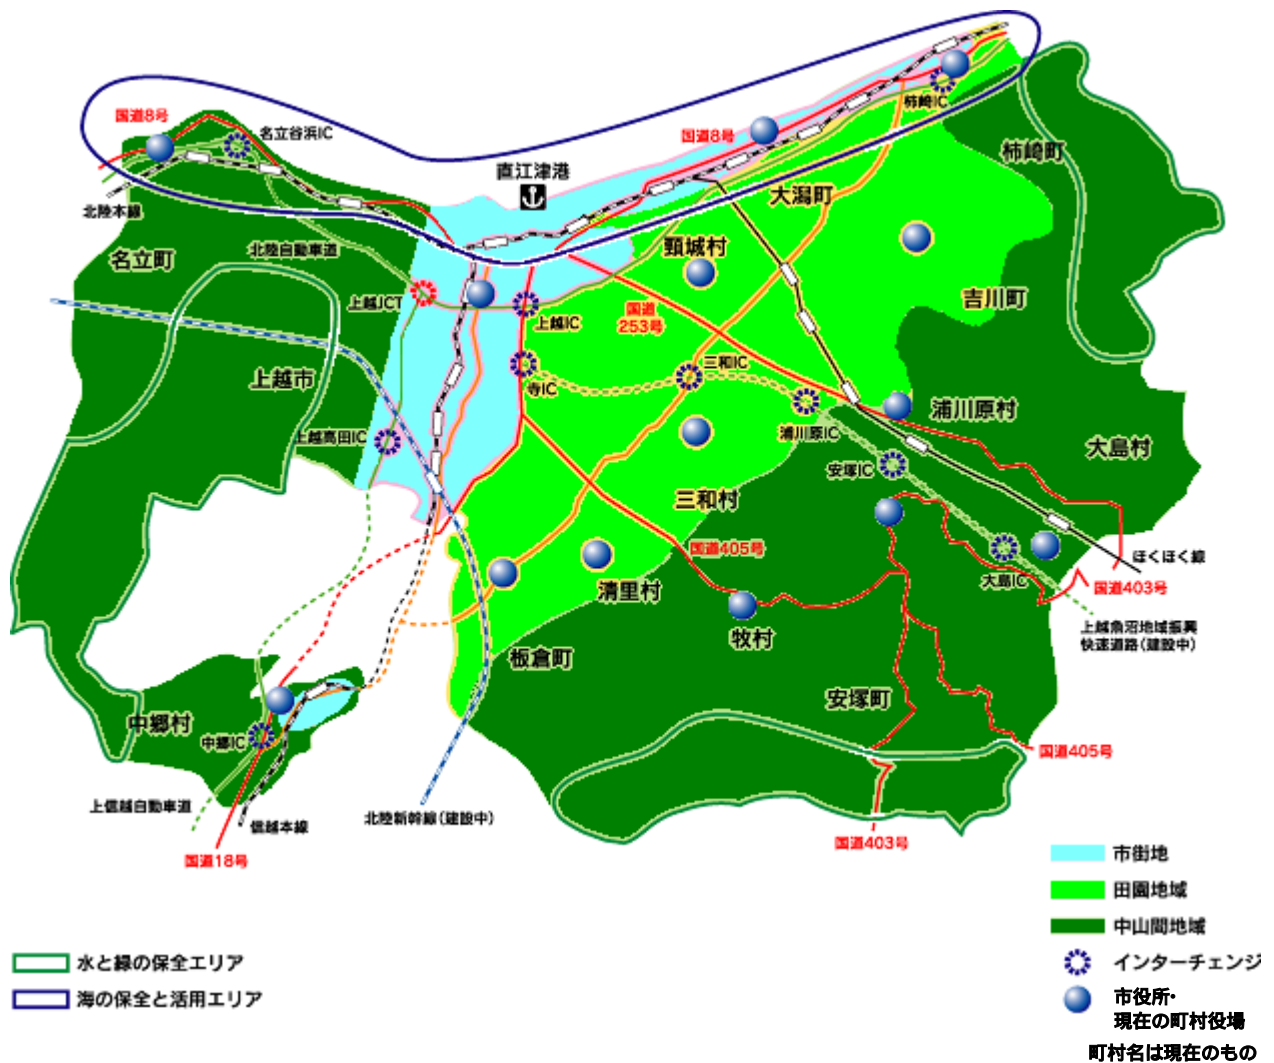 国道8号
名立谷浜IC
直江津港
国道8号
柿崎IC
柿崎町
北陸本線
名立町
北陸自動車道
大潟町
頸城村
吉川町
上越JCT
上越IC
国道
253号
三和IC
寺IC
上越市
浦川原IC
浦川原村
上越高田IC
安塚IC
大島村
三和村
国道405号
ほくほく線
大島IC
国道403号
清里村
牧村
上越魚沼地域振興
快速道路(建設中)
板倉町
安塚町
中郷村
中郷IC
国道405号
上信越自動車道
信越本線
北陸新幹線(建設中)
国道18号
国道403号
市街地
田園地域
中山間地域
水と緑の保全エリア
インターチェンジ
海の保全と活用エリア
市役所・
現在の町村役場
町村名は現在のもの